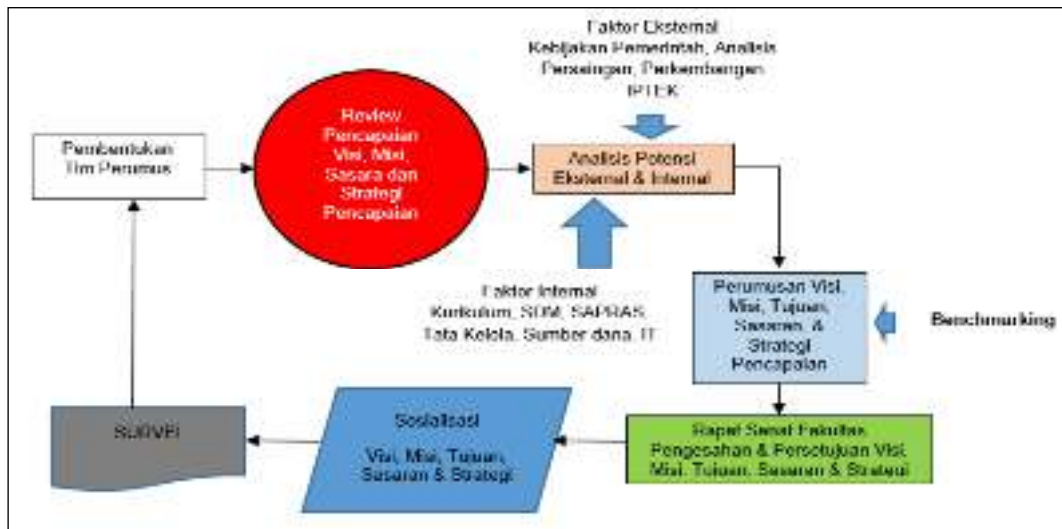 Faktor Eksternal
Kebijakan Pemerintah, Analisis
Persaingan, Perkembangan
IPTEK
Pembentukan
Tim Perumus
Review
Pencapaian
Visi, Misi,
Sasara dan
Strategi
Pencapaian
Analisis Potensi
Eksternal & Internal
Faktor Internal
Kurikulum, SDM, SAPRAS,
Tata Kelola, Sumber dana, IT
Perumusan Visi,
Misi, Tujuan,
Sasaran, &
Strategi
Pencapaian
Benchmarking
Rapat Senat Fakultas
Pengesahan & Persetujuan Visi,
Misi, Tujuan, Sasaran & Strategi
Sosialisasi
Visi, Misi, Tujuan,
Sasaran & Strategi
SURVEI